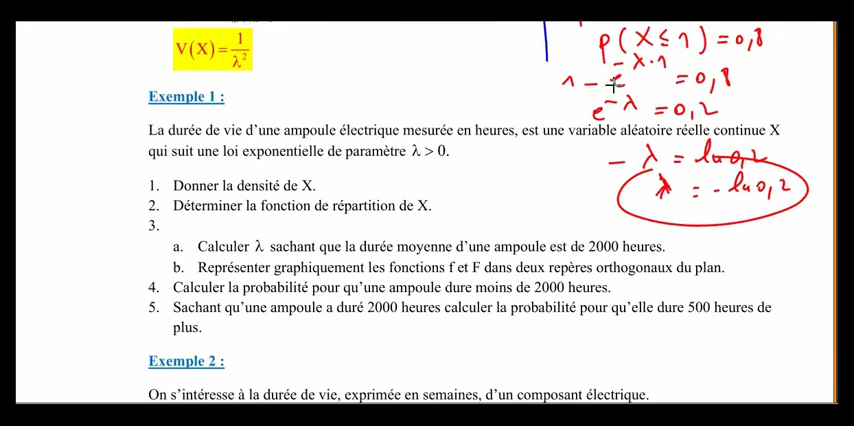 V(X) = 1/λ²
p(X ≤ 1) = 0,8
1 - e^{-λ·1} = 0,8
e^{-λ} = 0,2
Exemple 1 :
La durée de vie d'une ampoule électrique mesurée en heures, est une variable aléatoire réelle continue X
qui suit une loi exponentielle de paramètre λ > 0.
- λ = ln 0,2
λ = - ln 0,2
1. Donner la densité de X.
2. Déterminer la fonction de répartition de X.
3.
a. Calculer λ sachant que la durée moyenne d'une ampoule est de 2000 heures.
b. Représenter graphiquement les fonctions f et F dans deux repères orthogonaux du plan.
4. Calculer la probabilité pour qu'une ampoule dure moins de 2000 heures.
5. Sachant qu'une ampoule a duré 2000 heures calculer la probabilité pour qu'elle dure 500 heures de
plus.
Exemple 2 :
On s'intéresse à la durée de vie, exprimée en semaines, d'un composant électrique.